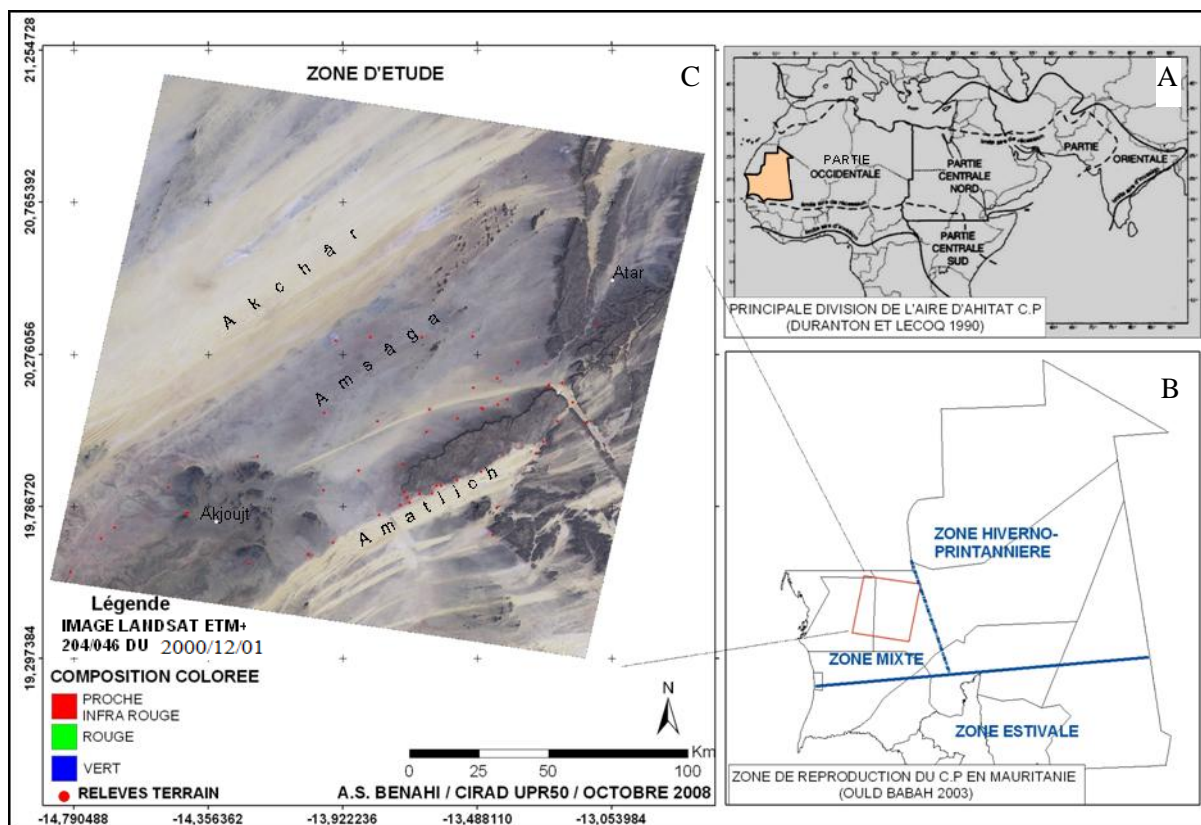 ZONE D'ETUDE
C
21,254728
20,765392
20,276056
19,786720
19,297384
Akchâr
Amsâga
Atar
Amatlich
Akjoujt
Légende
IMAGE LANDSAT ETM+
204/046 DU 2000/12/01
COMPOSITION COLOREE
PROCHE
INFRA ROUGE
ROUGE
VERT
RELEVES TERRAIN
N
Km
0 25 50 100
A.S. BENAHI / CIRAD UPR50 / OCTOBRE 2008
-14,790488 -14,356362 -13,922236 -13,488110 -13,053984
A
PARTIE
OCCIDENTALE
PARTIE
CENTRALE
NORD
PARTIE
ORIENTALE
PARTIE
CENTRALE
SUD
PRINCIPALE DIVISION DE L'AIRE D'AHITAT C.P
(DURANTON ET LECOQ 1990)
B
ZONE HIVERNO-
PRINTANNIERE
ZONE MIXTE
ZONE ESTIVALE
ZONE DE REPRODUCTION DU C.P EN MAURITANIE
(OULD BABAH 2003)